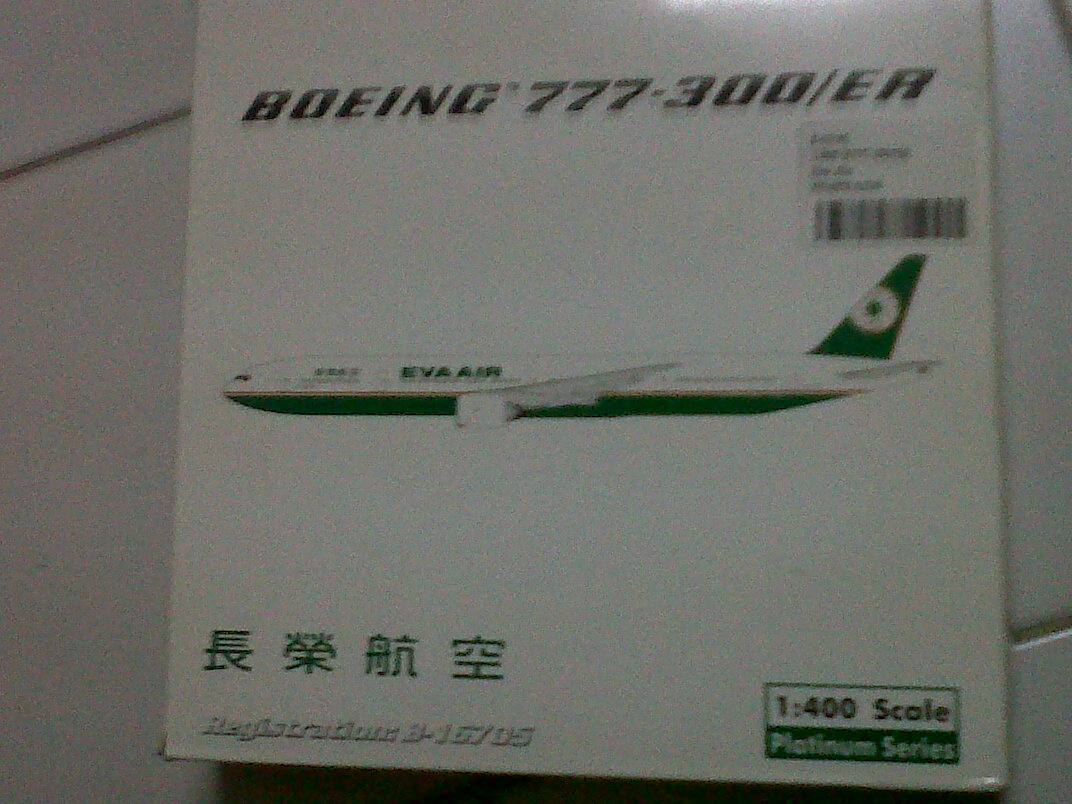 BOEING 777-300/ER
EVA AIR
長榮航空
Registration: B-16705
1:400 Scale
Platinum Series